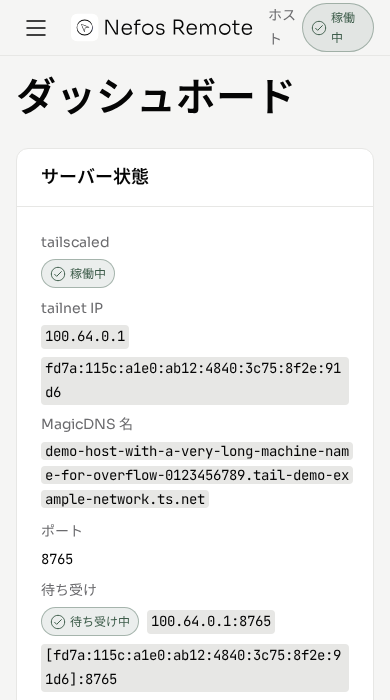 Nefos Remote
ホス
ト
稼働
中
ダッシュボード
サーバー状態
tailscaled
稼働中
tailnet IP
100.64.0.1
fd7a:115c:a1e0:ab12:4840:3c75:8f2e:91
d6
MagicDNS 名
demo-host-with-a-very-long-machine-nam
e-for-overflow-0123456789.tail-demo-ex
ample-network.ts.net
ポート
8765
待ち受け
待ち受け中 100.64.0.1:8765
[fd7a:115c:a1e0:ab12:4840:3c75:8f2e:9
1d6]:8765